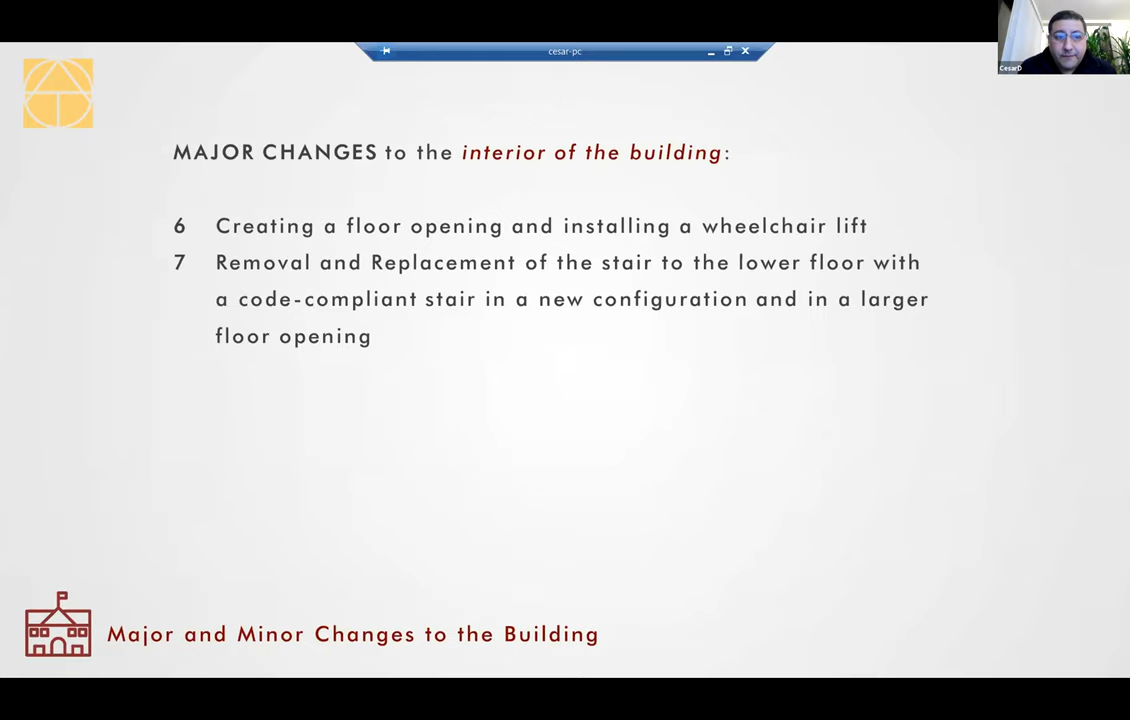 cesar-pc
CesarD
MAJOR CHANGES to the interior of the building:
6 Creating a floor opening and installing a wheelchair lift
7 Removal and Replacement of the stair to the lower floor with
a code-compliant stair in a new configuration and in a larger
floor opening
Major and Minor Changes to the Building